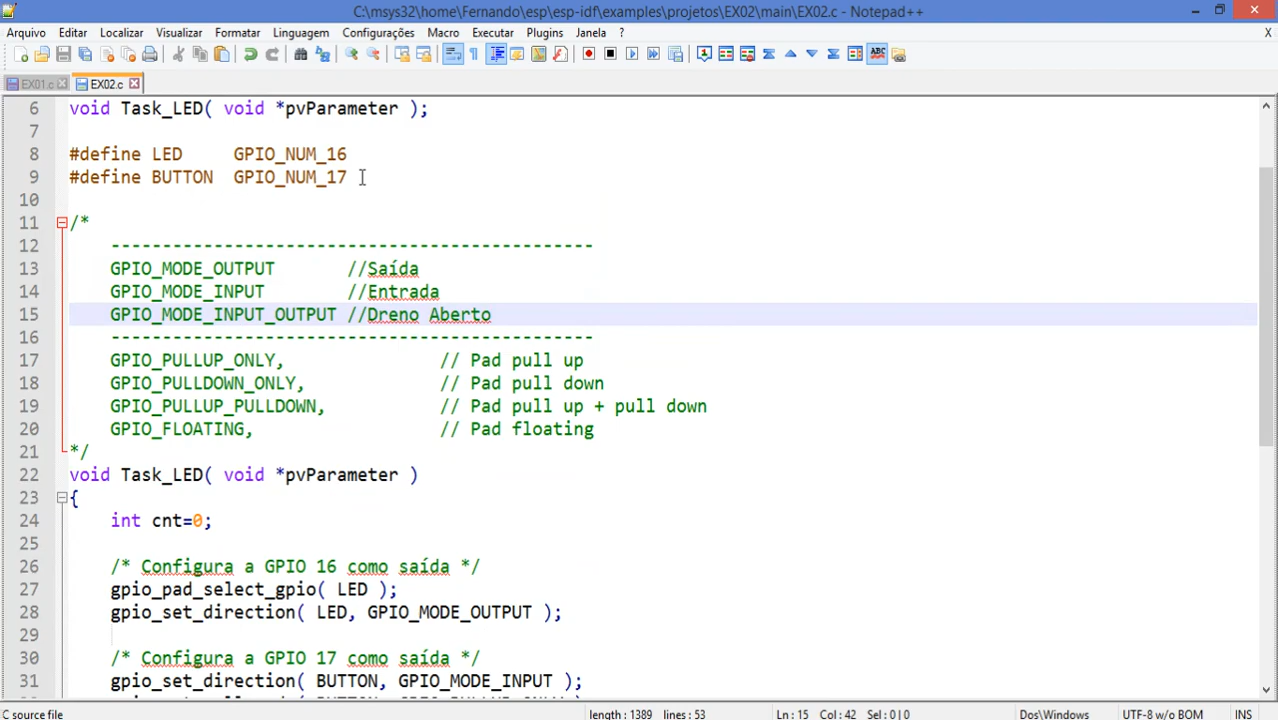 C:\msys32\home\Fernando\esp\esp-idf\examples\projetos\EX02\main\EX02.c - Notepad++
Arquivo Editar Localizar Visualizar Formatar Linguagem Configurações Macro Executar Plugins Janela ? X
EX01.c EX02.c
6 void Task_LED( void *pvParameter );
7
8 #define LED GPIO_NUM_16
9 #define BUTTON GPIO_NUM_17
10
11 /*
12 -----------------------------------------------
13 GPIO_MODE_OUTPUT //Saída
14 GPIO_MODE_INPUT //Entrada
15 GPIO_MODE_INPUT_OUTPUT //Dreno Aberto
16 -----------------------------------------------
17 GPIO_PULLUP_ONLY, // Pad pull up
18 GPIO_PULLDOWN_ONLY, // Pad pull down
19 GPIO_PULLUP_PULLDOWN, // Pad pull up + pull down
20 GPIO_FLOATING, // Pad floating
21 */
22 void Task_LED( void *pvParameter )
23 {
24 int cnt=0;
25
26 /* Configura a GPIO 16 como saída */
27 gpio_pad_select_gpio( LED );
28 gpio_set_direction( LED, GPIO_MODE_OUTPUT );
29
30 /* Configura a GPIO 17 como saída */
31 gpio_set_direction( BUTTON, GPIO_MODE_INPUT );
C source file length : 1389 lines : 53 Ln : 15 Col : 42 Sel : 0 | 0 Dos\Windows UTF-8 w/o BOM INS